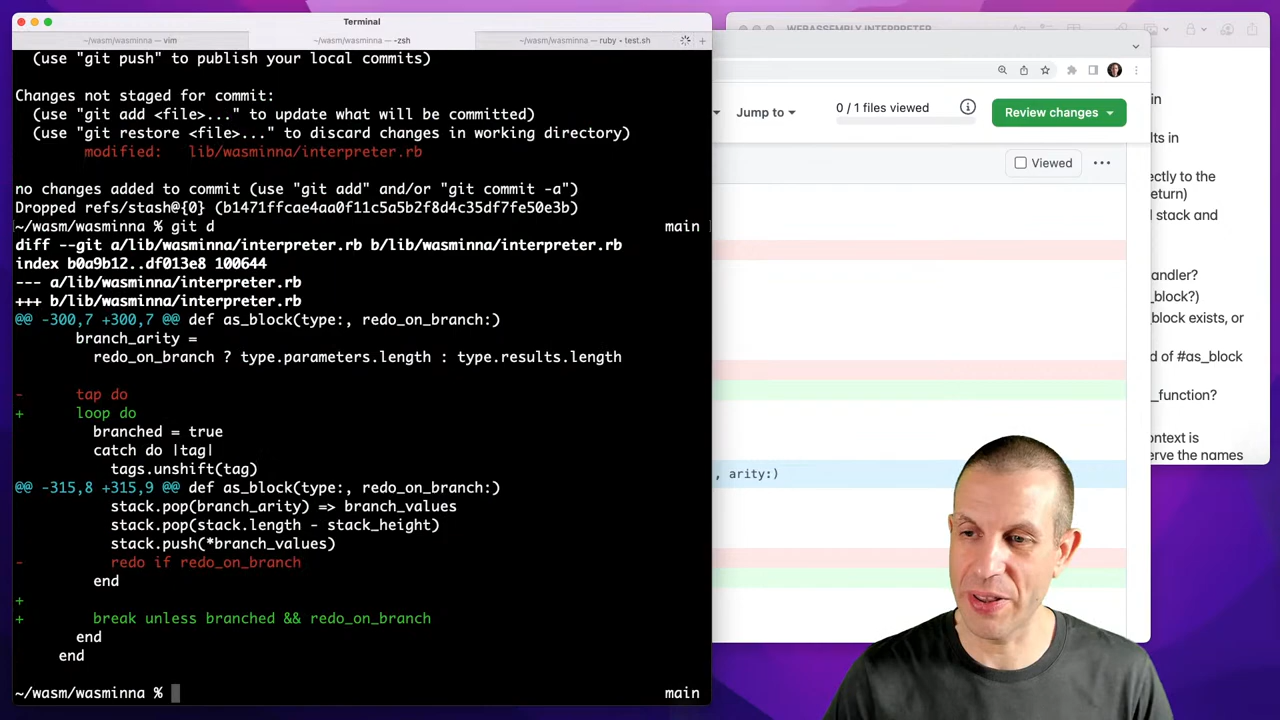 Terminal
~/wasm/wasminna — vim
~/wasm/wasminna — -zsh
~/wasm/wasminna — ruby • test.sh
(use "git push" to publish your local commits)
Changes not staged for commit:
(use "git add <file>..." to update what will be committed)
(use "git restore <file>..." to discard changes in working directory)
modified: lib/wasminna/interpreter.rb
no changes added to commit (use "git add" and/or "git commit -a")
Dropped refs/stash@{0} (b1471ffcae4aa0f11c5a5b2f8d4c35df7fe50e3b)
~/wasm/wasminna % git d main
diff --git a/lib/wasminna/interpreter.rb b/lib/wasminna/interpreter.rb
index b0a9b12..df013e8 100644
--- a/lib/wasminna/interpreter.rb
+++ b/lib/wasminna/interpreter.rb
@@ -300,7 +300,7 @@ def as_block(type:, redo_on_branch:)
branch_arity =
redo_on_branch ? type.parameters.length : type.results.length
- tap do
+ loop do
branched = true
catch do |tag|
tags.unshift(tag)
@@ -315,8 +315,9 @@ def as_block(type:, redo_on_branch:)
stack.pop(branch_arity) => branch_values
stack.pop(stack.length - stack_height)
stack.push(*branch_values)
- redo if redo_on_branch
end
+
+ break unless branched && redo_on_branch
end
end
~/wasm/wasminna % main
WEBASSEMBLY INTERPRETER
Jump to
0 / 1 files viewed
Review changes
Viewed
, arity:)
in
lts in
ectly to the
return)
l stack and
andler?
_block?)
_block exists, or
d of #as_block
_function?
ontext is
erve the names